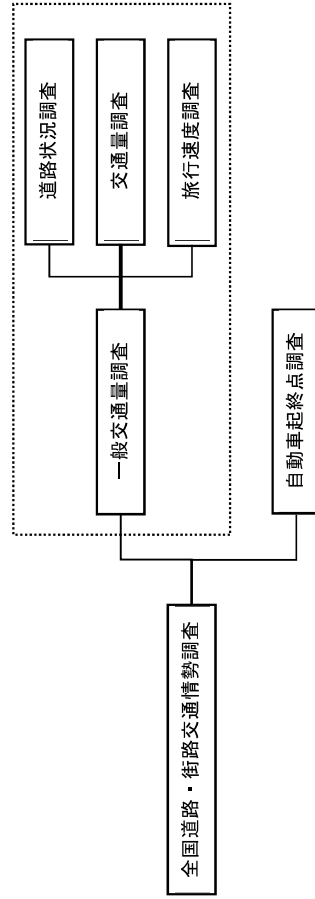 全国道路・街路交通情勢調査
一般交通量調査
道路状況調査
交通量調査
旅行速度調査
自動車起終点調査